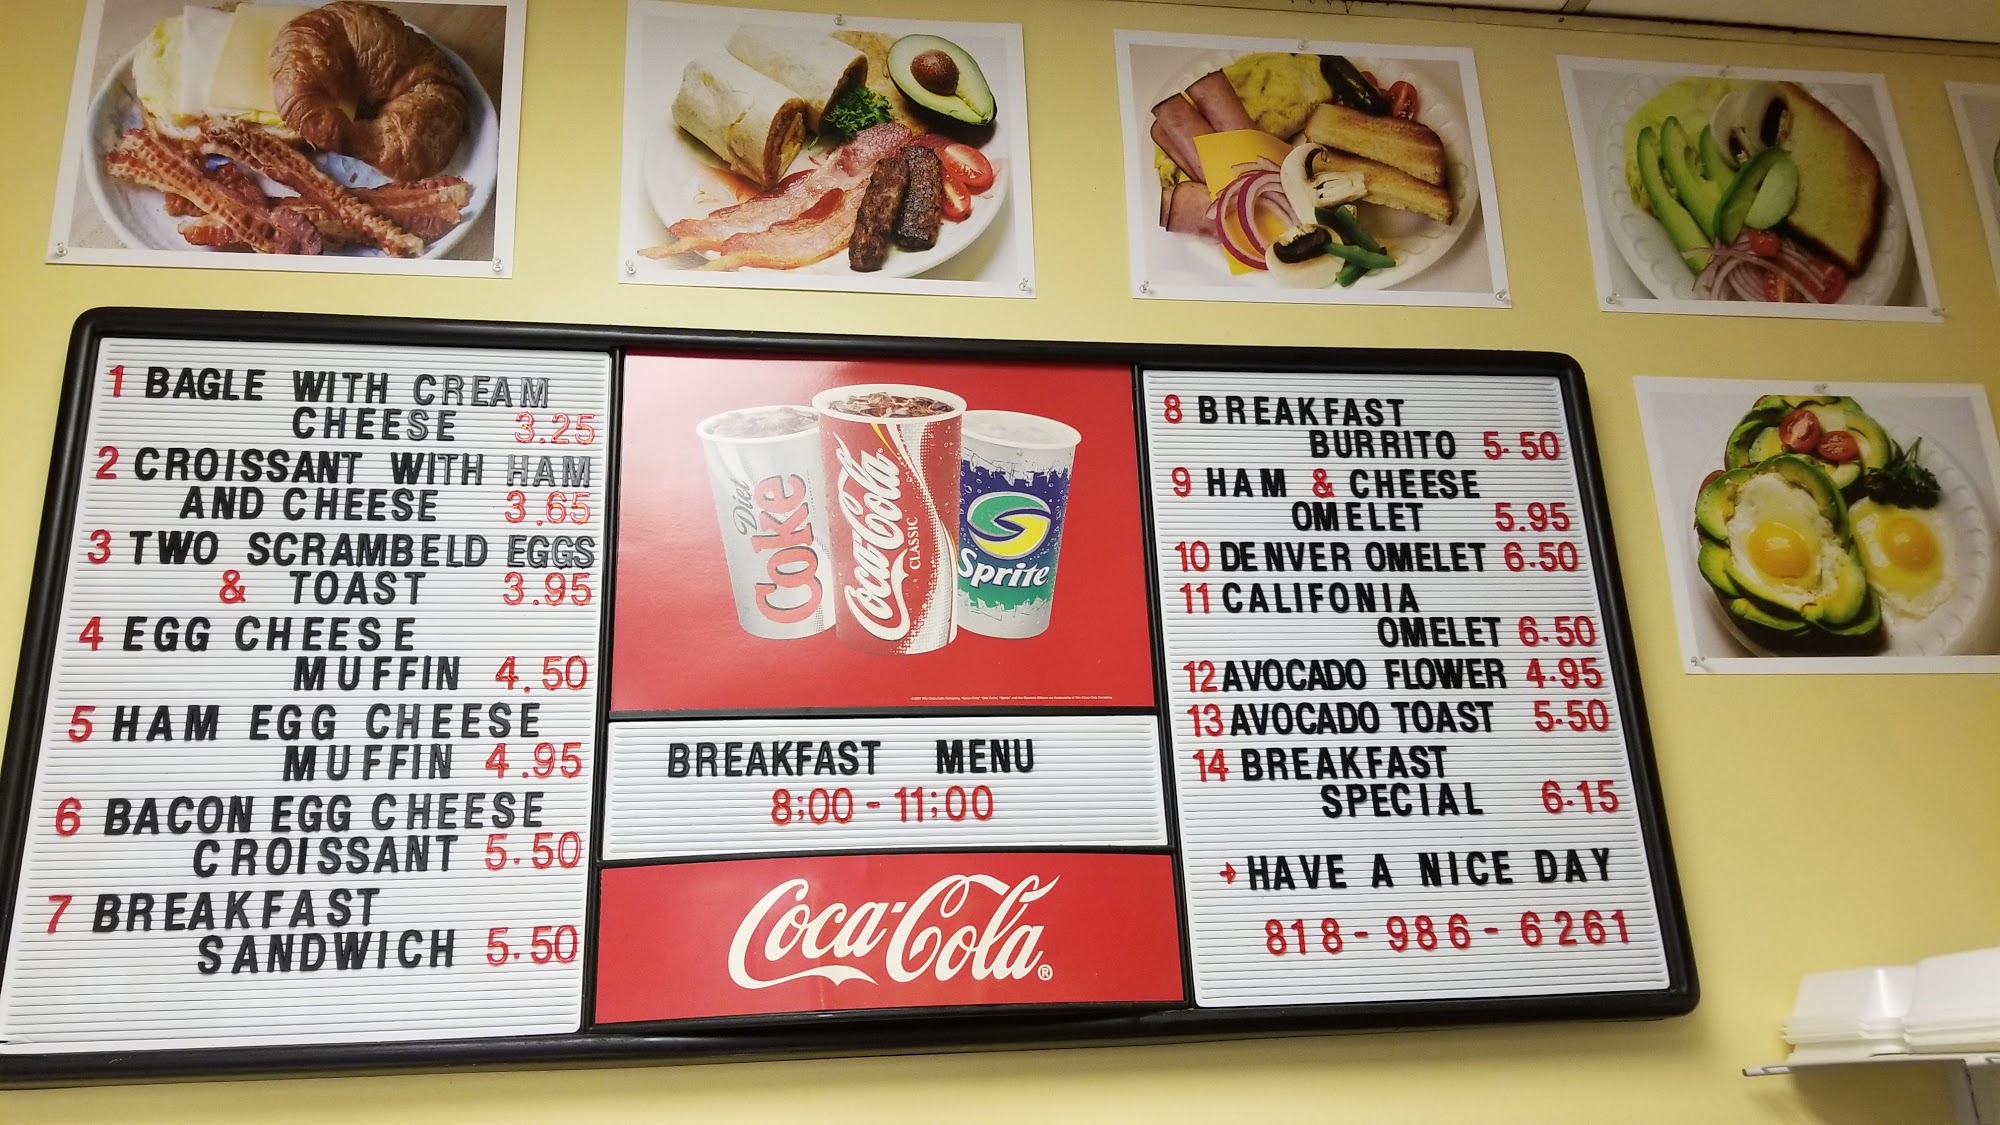 1 BAGLE WITH CREAM
CHEESE 3.25
2 CROISSANT WITH HAM
AND CHEESE 3.65
3 TWO SCRAMBELD EGGS
& TOAST 3.95
4 EGG CHEESE
MUFFIN 4.50
5 HAM EGG CHEESE
MUFFIN 4.95
6 BACON EGG CHEESE
CROISSANT 5.50
7 BREAKFAST
SANDWICH 5.50
Diet Coke
Coca-Cola
CLASSIC
Sprite
BREAKFAST MENU
8:00-11:00
Coca-Cola®
8 BREAKFAST
BURRITO 5.50
9 HAM & CHEESE
OMELET 5.95
10 DENVER OMELET 6.50
11 CALIFONIA
OMELET 6.50
12 AVOCADO FLOWER 4.95
13 AVOCADO TOAST 5.50
14 BREAKFAST
SPECIAL 6.15
HAVE A NICE DAY
818-986-6261